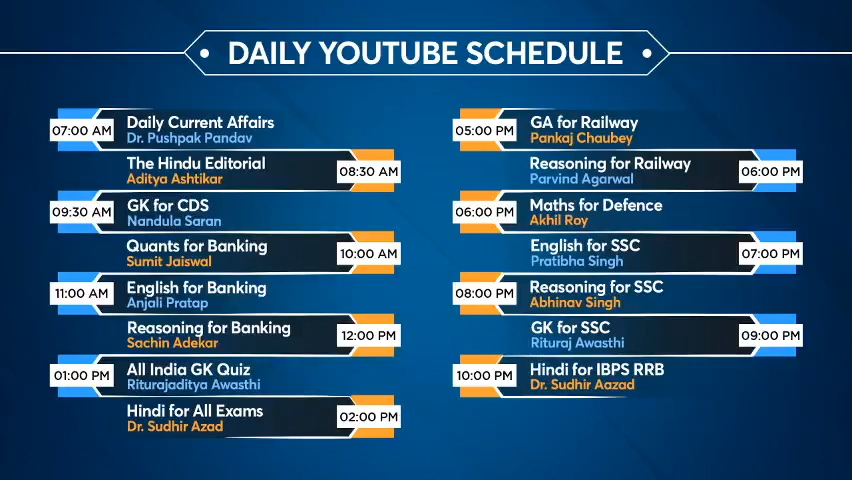 DAILY YOUTUBE SCHEDULE
07:00 AM
Daily Current Affairs
Dr. Pushpak Pandav
The Hindu Editorial
Aditya Ashtikar
08:30 AM
09:30 AM
GK for CDS
Nandula Saran
Quants for Banking
Sumit Jaiswal
10:00 AM
11:00 AM
English for Banking
Anjali Pratap
Reasoning for Banking
Sachin Adekar
12:00 PM
01:00 PM
All India GK Quiz
Riturajaditya Awasthi
Hindi for All Exams
Dr. Sudhir Azad
02:00 PM
05:00 PM
GA for Railway
Pankaj Chaubey
Reasoning for Railway
Parvind Agarwal
06:00 PM
06:00 PM
Maths for Defence
Akhil Roy
English for SSC
Pratibha Singh
07:00 PM
08:00 PM
Reasoning for SSC
Abhinav Singh
GK for SSC
Rituraj Awasthi
09:00 PM
10:00 PM
Hindi for IBPS RRB
Dr. Sudhir Aazad